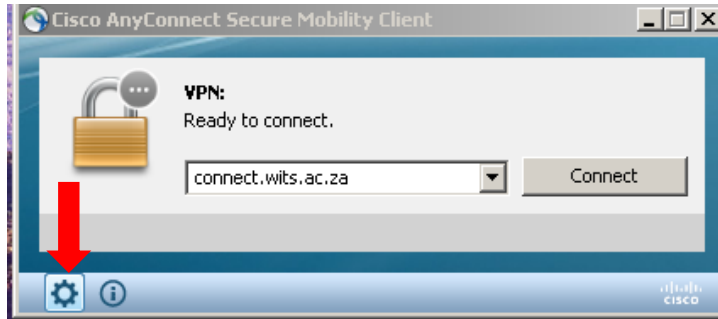 Cisco AnyConnect Secure Mobility Client
VPN:
Ready to connect.
connect.wits.ac.za
Connect
CISCO